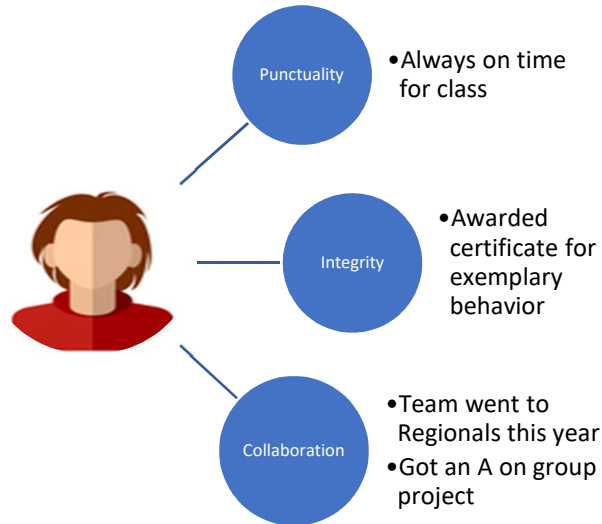 Punctuality
•Always on time
for class
Integrity
•Awarded
certificate for
exemplary
behavior
Collaboration
•Team went to
Regionals this year
•Got an A on group
project